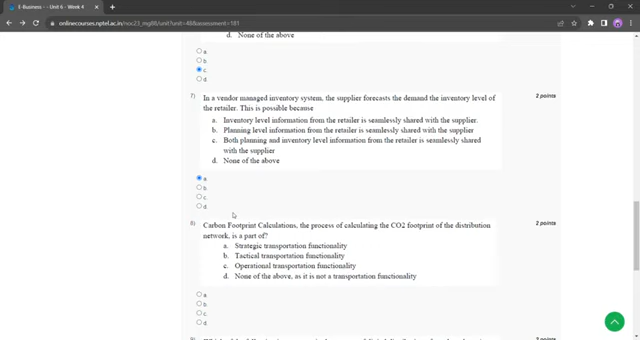 E-Business - - Unit 6 - Week 4
onlinecourses.nptel.ac.in/noc23_mg88/unit?unit=48&assessment=181
d. None of the above
a.
b
c
d
7)
In a vendor managed inventory system, the supplier forecasts the demand the inventory level of
2 points
the retailer. This is possible because
a. Inventory level information from the retailer is seamlessly shared with the supplier.
b. Planning level information from the retailer is seamlessly shared with the supplier
c. Both planning and inventory level information from the retailer is seamlessly shared
with the supplier
d. None of the above
a
b
c.
d
8)
Carbon Footprint Calculations, the process of calculating the CO2 footprint of the distribution
2 points
network, is a part of?
a. Strategic transportation functionality
b. Tactical transportation functionality
c. Operational transportation functionality
d. None of the above, as it is not a transportation functionality
a
b
c.
d